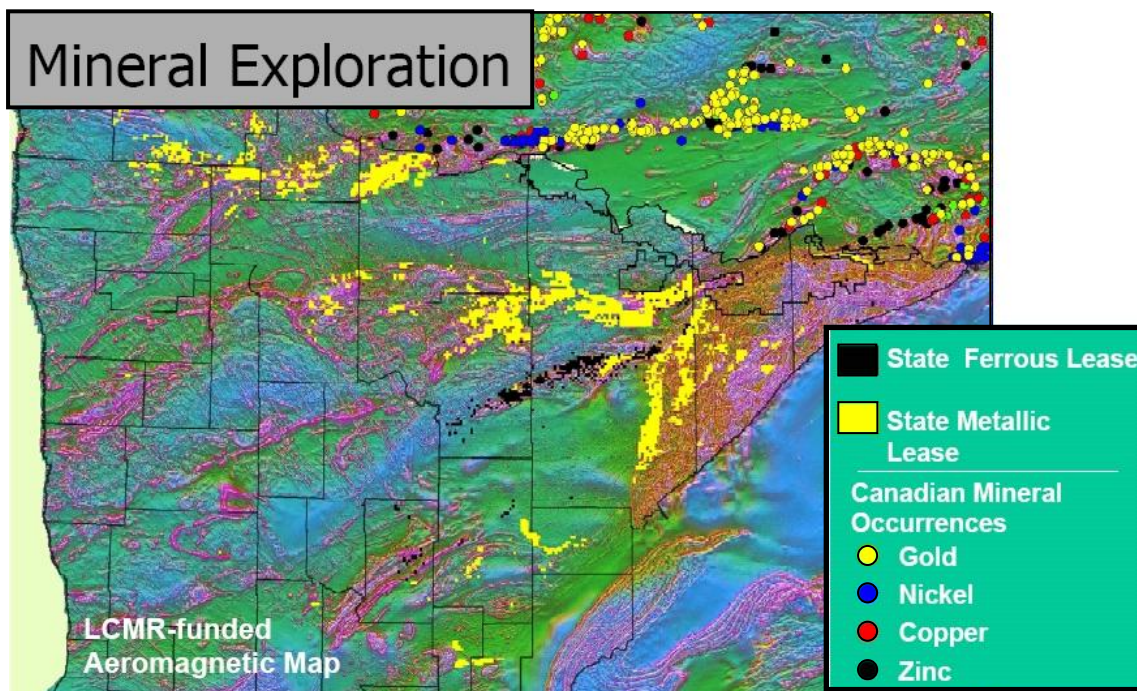 Mineral Exploration
State Ferrous Lease
State Metallic
Lease
Canadian Mineral
Occurrences
Gold
Nickel
Copper
Zinc
LCMR-funded
Aeromagnetic Map